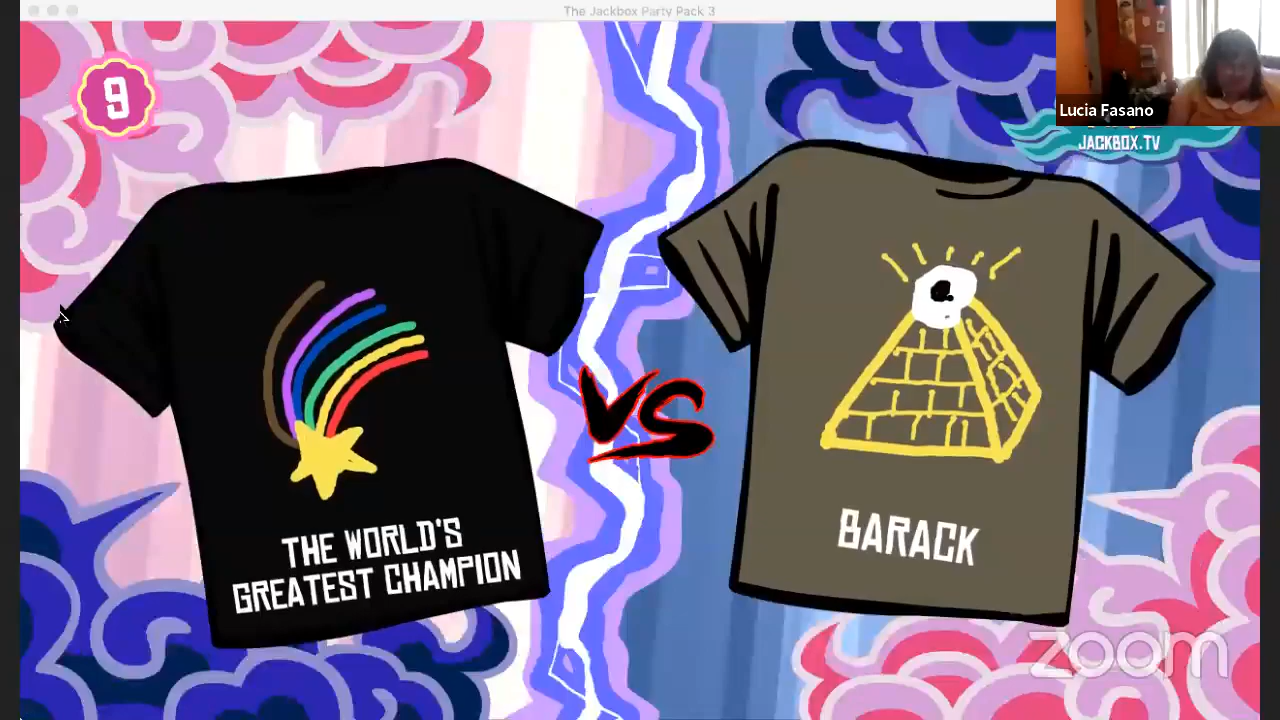 The Jackbox Party Pack 3
9
Lucia Fasano
JACKBOX.TV
VS
THE WORLD'S
GREATEST CHAMPION
BARACK
zoom